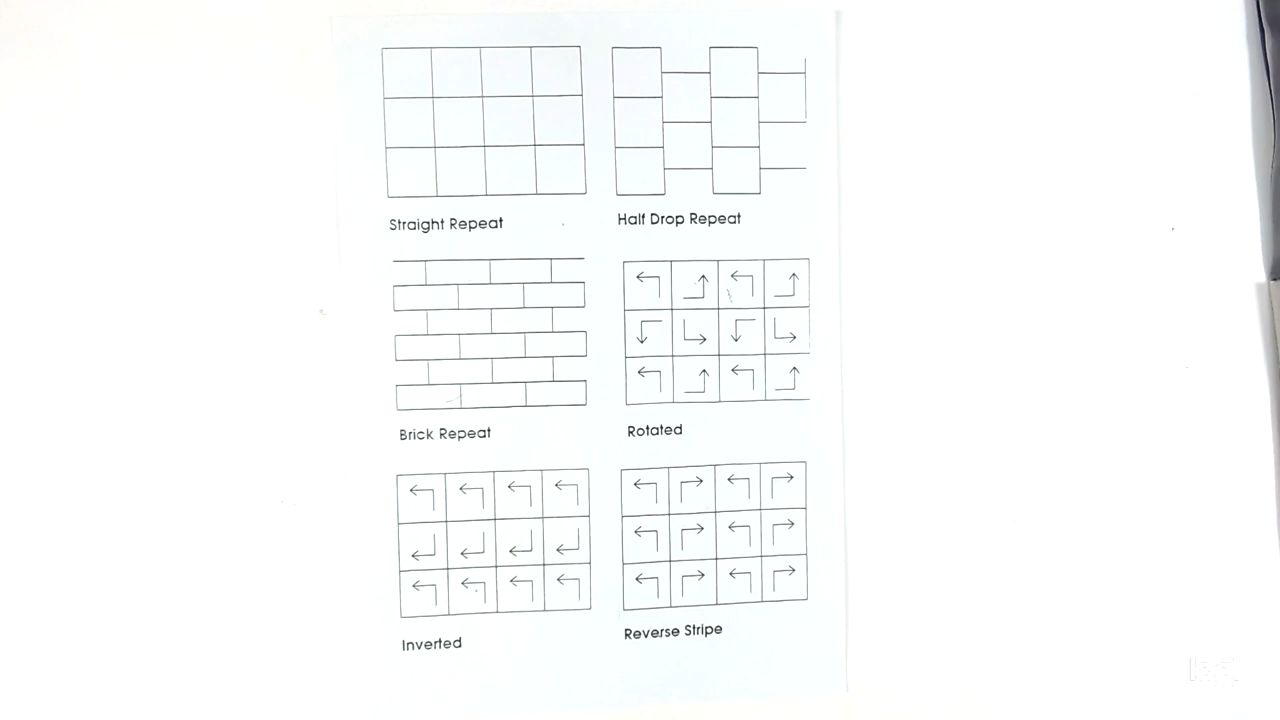 Straight Repeat
Half Drop Repeat
Brick Repeat
Rotated
Inverted
Reverse Stripe